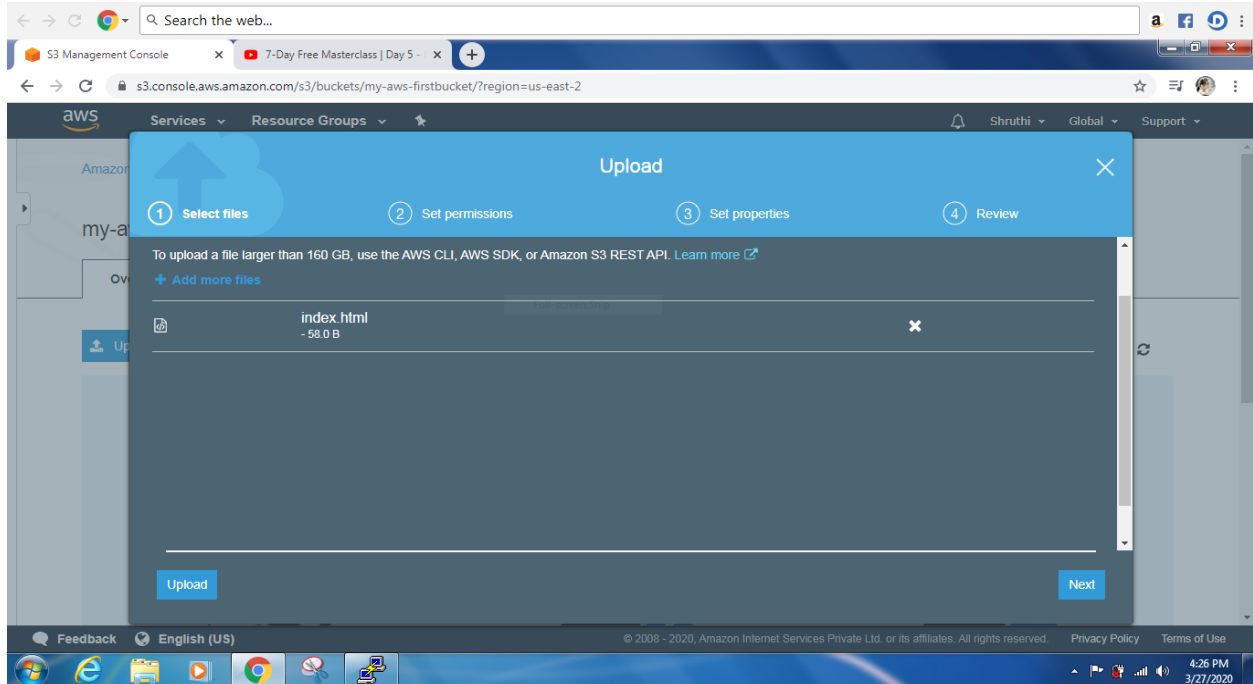 Search the web...
S3 Management Console
7-Day Free Masterclass | Day 5 -
s3.console.aws.amazon.com/s3/buckets/my-aws-firstbucket/?region=us-east-2
aws Services Resource Groups Shruthi Global Support
Upload
Amazon
1 Select files 2 Set permissions 3 Set properties 4 Review
my-a
To upload a file larger than 160 GB, use the AWS CLI, AWS SDK, or Amazon S3 REST API. Learn more
Ov
+ Add more files
index.html
- 58.0 B
Up
Upload Next
Feedback English (US) © 2008 - 2020, Amazon Internet Services Private Ltd. or its affiliates. All rights reserved. Privacy Policy Terms of Use
4:26 PM
3/27/2020